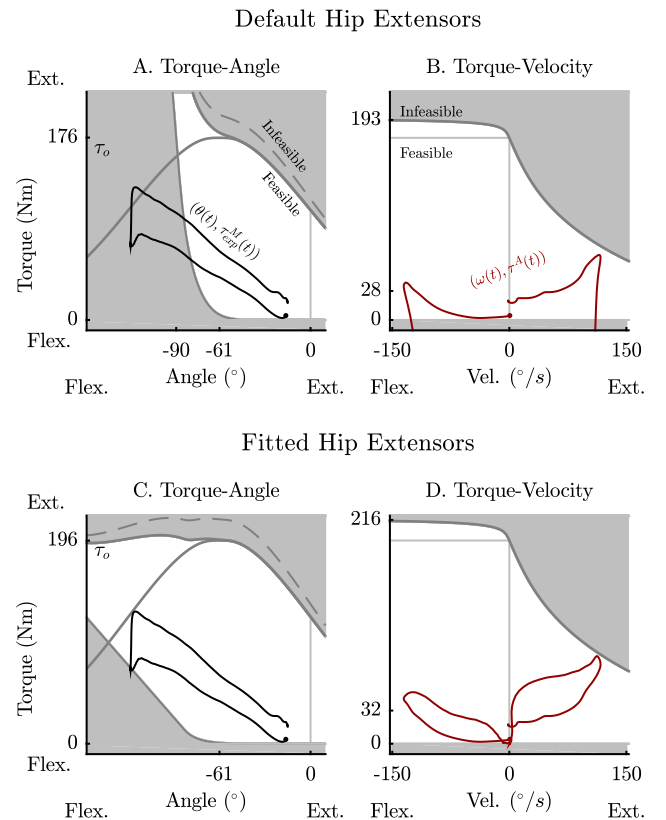 Default Hip Extensors
A. Torque-Angle
B. Torque-Velocity
Ext.
176
τₒ
Infeasible
Feasible
(θ(t), τᴹₑₓₚ(t))
Torque (Nm)
0
Flex.
-90
-61
0
Angle (°)
Flex.
Ext.
193
Infeasible
Feasible
(ω(t), τᴬ(t))
28
0
-150
0
150
Vel. (°/s)
Flex.
Ext.
Fitted Hip Extensors
C. Torque-Angle
D. Torque-Velocity
Ext.
196
τₒ
Torque (Nm)
0
Flex.
-61
0
Angle (°)
Flex.
Ext.
216
32
0
-150
0
150
Vel. (°/s)
Flex.
Ext.